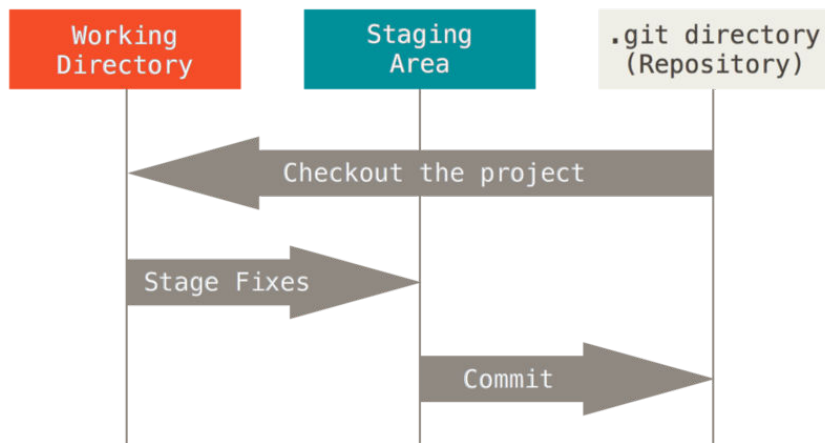 Working
Directory
Staging
Area
.git directory
(Repository)
Checkout the project
Stage Fixes
Commit